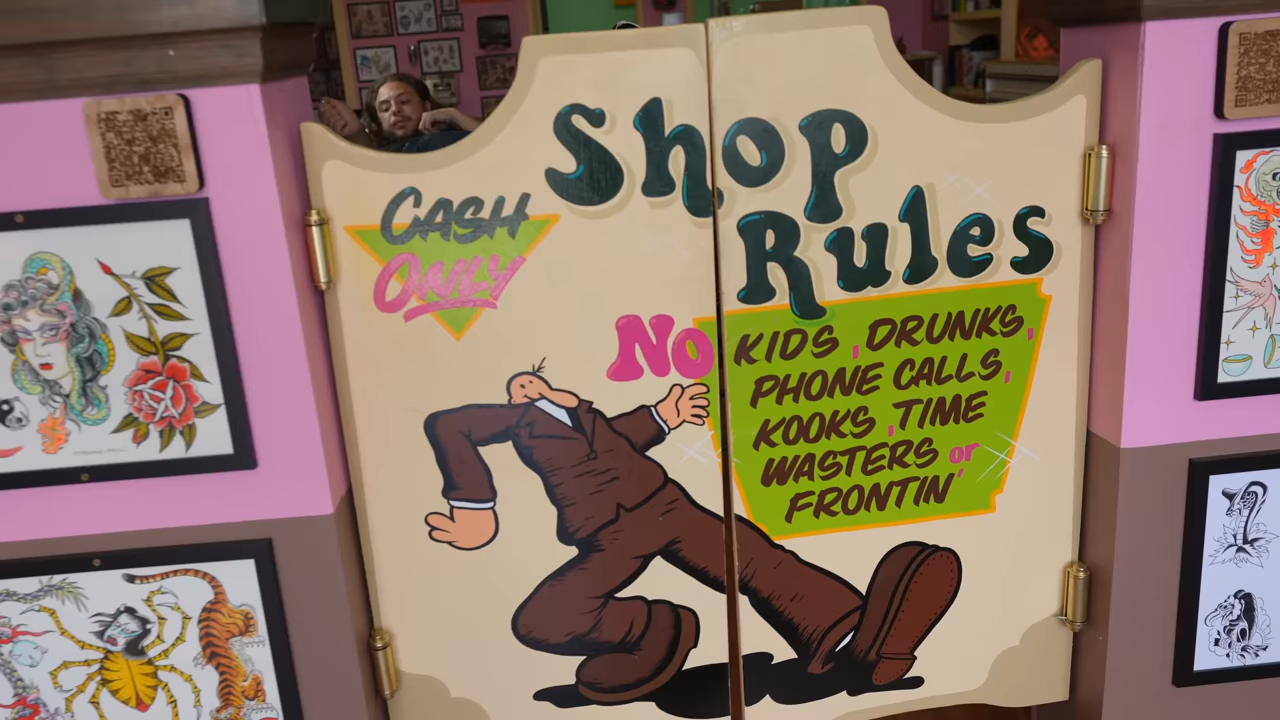 Shop
Rules
CASH
ONLY
No
KIDS, DRUNKS,
PHONE CALLS,
KOOKS, TIME
WASTERS or
FRONTIN'